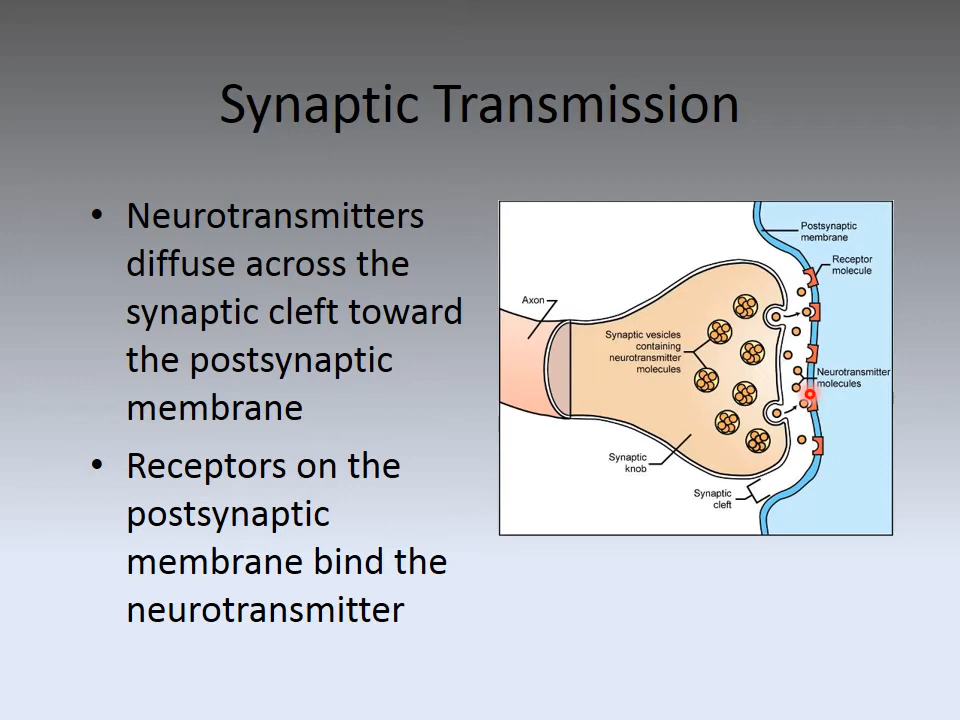 Synaptic Transmission
• Neurotransmitters
diffuse across the
synaptic cleft toward
the postsynaptic
membrane
• Receptors on the
postsynaptic
membrane bind the
neurotransmitter
Postsynaptic
membrane
Receptor
molecule
Axon
Synaptic vesicles
containing
neurotransmitter
molecules
Neurotransmitter
molecules
Synaptic
knob
Synaptic
cleft